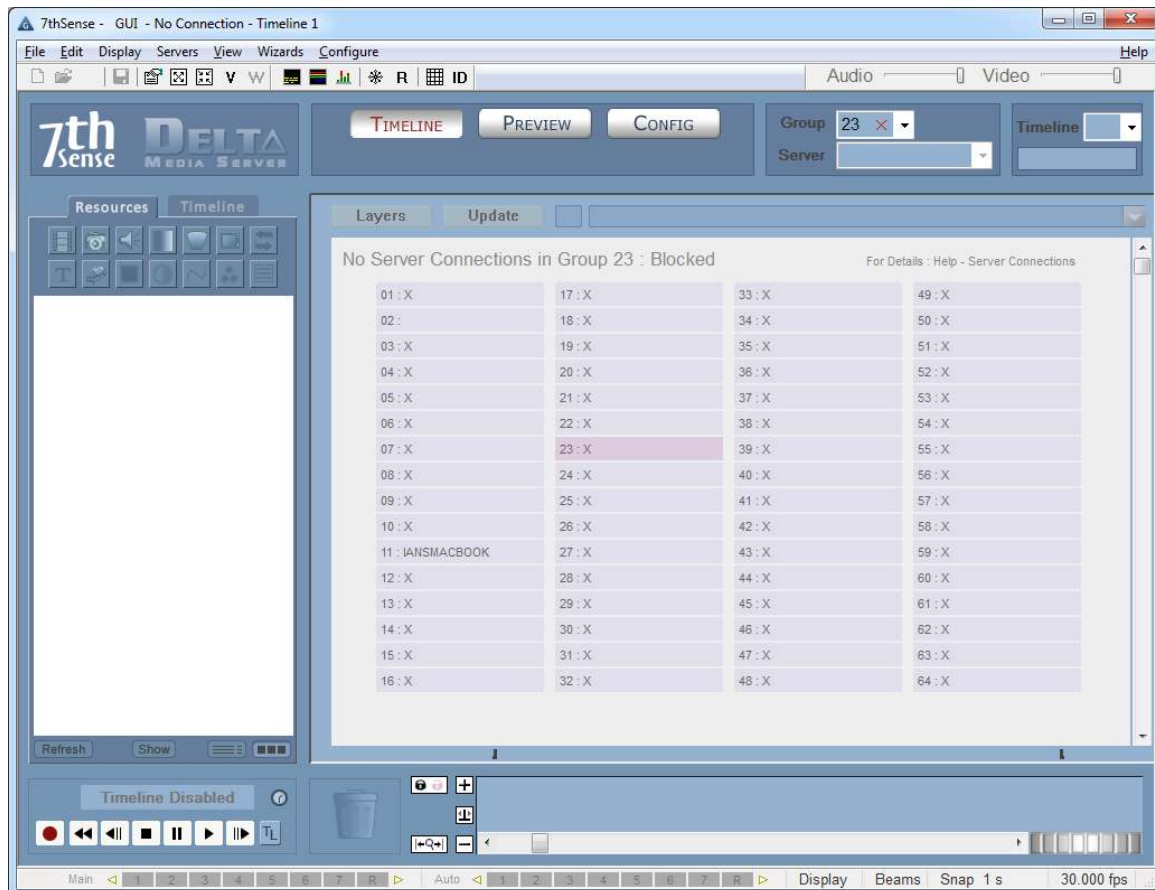 7thSense - GUI - No Connection - Timeline 1
File Edit Display Servers View Wizards Configure Help
V W R ID Audio Video
7th sense DELTA MEDIA SERVER
TIMELINE PREVIEW CONFIG
Group 23 X Timeline
Server
Resources Timeline
Layers Update
T
No Server Connections in Group 23 : Blocked For Details : Help - Server Connections
01 : X 17 : X 33 : X 49 : X
02 : 18 : X 34 : X 50 : X
03 : X 19 : X 35 : X 51 : X
04 : X 20 : X 36 : X 52 : X
05 : X 21 : X 37 : X 53 : X
06 : X 22 : X 38 : X 54 : X
07 : X 23 : X 39 : X 55 : X
08 : X 24 : X 40 : X 56 : X
09 : X 25 : X 41 : X 57 : X
10 : X 26 : X 42 : X 58 : X
11 : IANSMACBOOK 27 : X 43 : X 59 : X
12 : X 28 : X 44 : X 60 : X
13 : X 29 : X 45 : X 61 : X
14 : X 30 : X 46 : X 62 : X
15 : X 31 : X 47 : X 63 : X
16 : X 32 : X 48 : X 64 : X
Refresh Show
Timeline Disabled
TL
Main 1 2 3 4 5 6 7 R Auto 1 2 3 4 5 6 7 R Display Beams Snap 1 s 30.000 fps